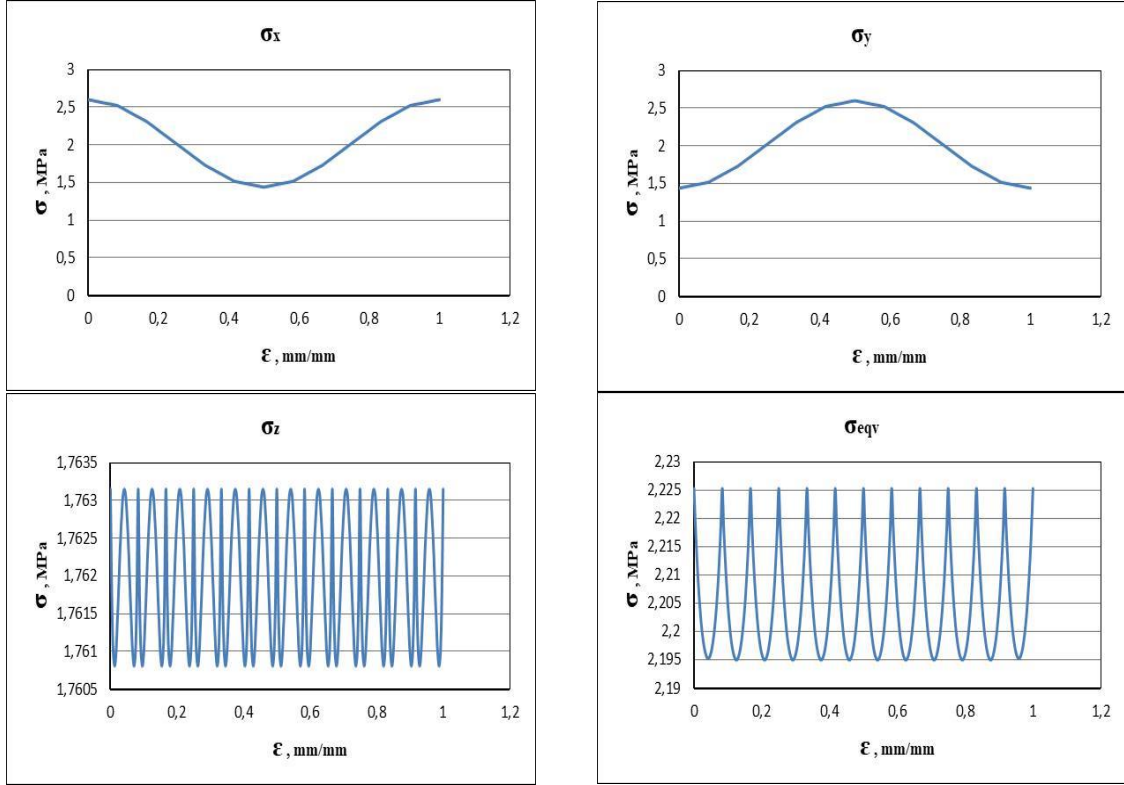 σx
3
2,5
2
1,5
1
0,5
0
σ , MPa
0 0,2 0,4 0,6 0,8 1 1,2
ε , mm/mm
σy
3
2,5
2
1,5
1
0,5
0
σ , MPa
0 0,2 0,4 0,6 0,8 1 1,2
ε , mm/mm
σz
1,7635
1,763
1,7625
1,762
1,7615
1,761
1,7605
σ , MPa
0 0,2 0,4 0,6 0,8 1 1,2
ε , mm/mm
σeqv
2,23
2,225
2,22
2,215
2,21
2,205
2,2
2,195
2,19
σ , MPa
0 0,2 0,4 0,6 0,8 1 1,2
ε , mm/mm